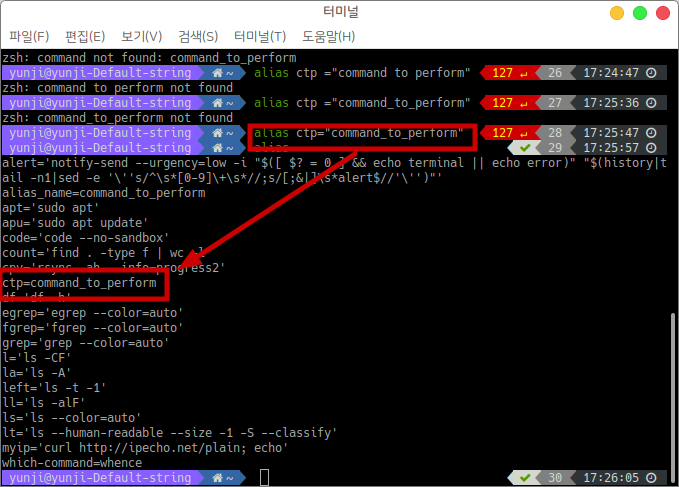 터미널
파일(F) 편집(E) 보기(V) 검색(S) 터미널(T) 도움말(H)
zsh: command not found: command_to_perform
yunji@yunji-Default-string ~ alias ctp ="command to perform" 127 ↵ 26 17:24:47
zsh: command to perform not found
yunji@yunji-Default-string ~ alias ctp ="command_to_perform" 127 ↵ 27 17:25:36
zsh: command_to_perform not found
yunji@yunji-Default-string ~ alias ctp="command_to_perform" 127 ↵ 28 17:25:47
yunji@yunji-Default-string ~ alias ✔ 29 17:25:57
alert='notify-send --urgency=low -i "$([ $? = 0 ] && echo terminal || echo error)" "$(history|t
ail -n1|sed -e '\''s/^\s*[0-9]\+\s*//;s/[;&|]\s*alert$//'\'')"'
alias_name=command_to_perform
apt='sudo apt'
apu='sudo apt update'
code='code --no-sandbox'
count='find . -type f | wc -l'
cpv='rsync -ah --info=progress2'
ctp=command_to_perform
df='df -h'
egrep='egrep --color=auto'
fgrep='fgrep --color=auto'
grep='grep --color=auto'
l='ls -CF'
la='ls -A'
left='ls -t -1'
ll='ls -alF'
ls='ls --color=auto'
lt='ls --human-readable --size -1 -S --classify'
myip='curl http://ipecho.net/plain; echo'
which-command=whence
yunji@yunji-Default-string ~ ✔ 30 17:26:05